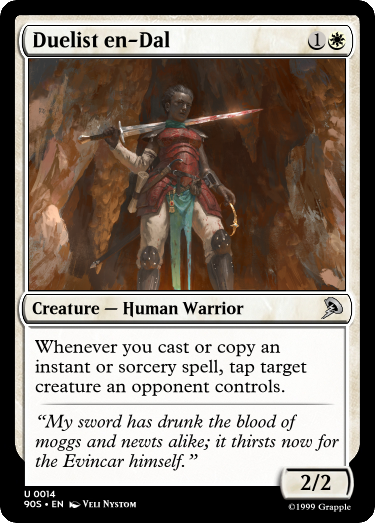 Duelist en-Dal
1
Creature — Human Warrior
Whenever you cast or copy an
instant or sorcery spell, tap target
creature an opponent controls.
“My sword has drunk the blood of
moggs and newts alike; it thirsts now for
the Evincar himself.”
2/2
U 0014
90S • EN Veli Nystom
©1999 Grapple